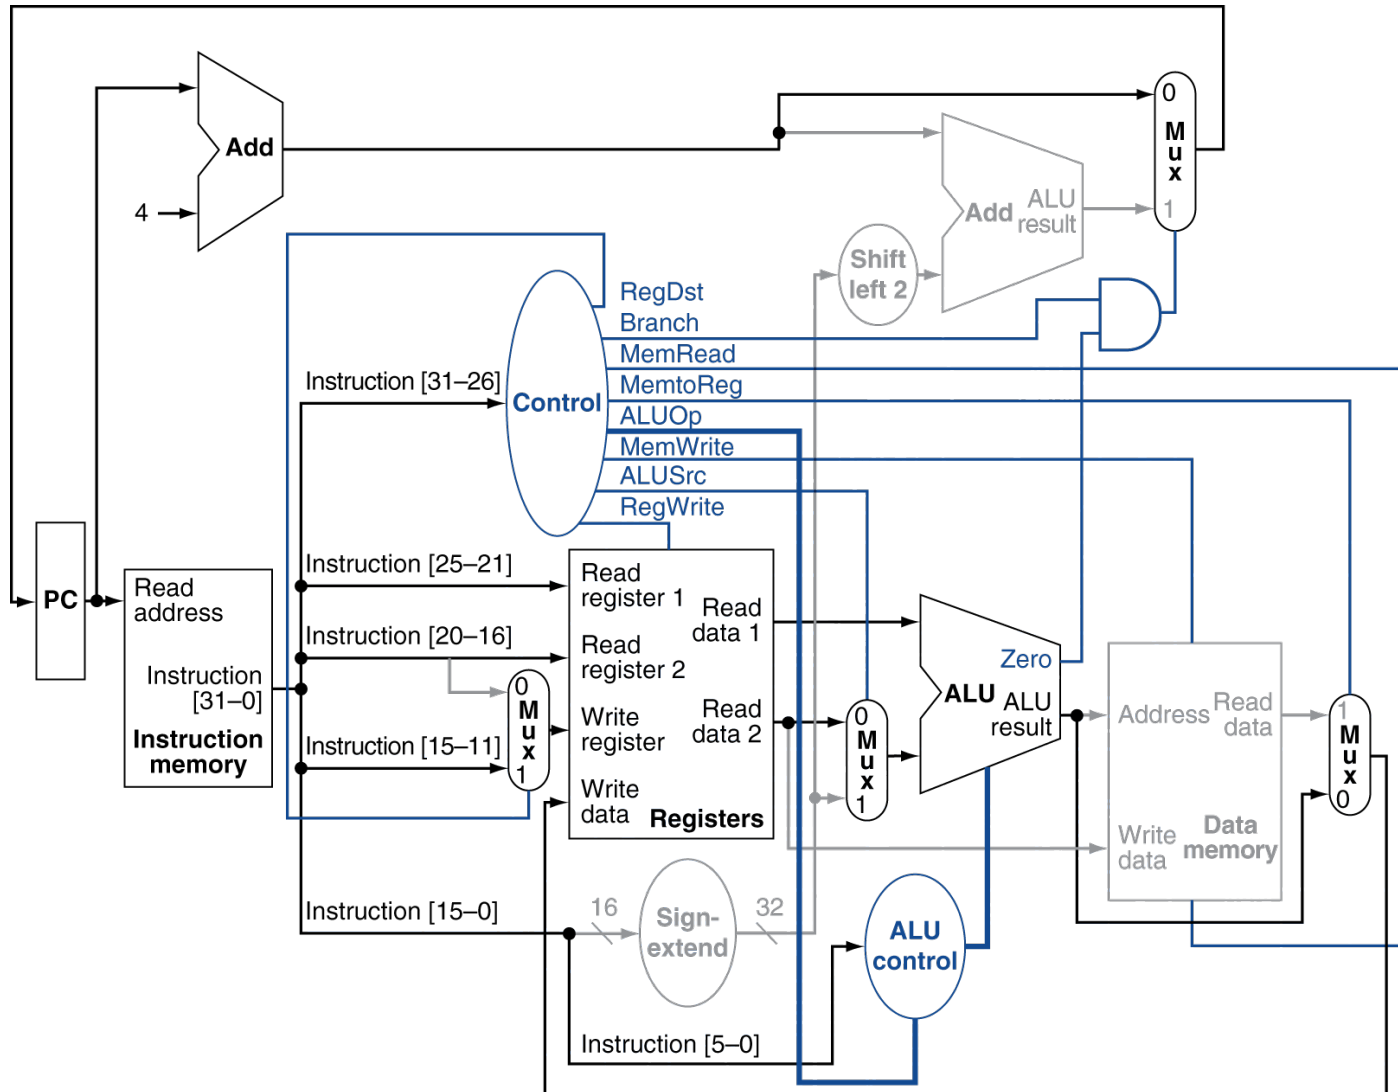 0
M
u
x
1
Add
4
Add
ALU
result
Shift
left 2
RegDst
Branch
MemRead
MemtoReg
ALUOp
MemWrite
ALUSrc
RegWrite
Control
Instruction [31–26]
Instruction [25–21]
Instruction [20–16]
Instruction [15–11]
Instruction [15–0]
Instruction [5–0]
PC
Read
address
Instruction
[31–0]
Instruction
memory
0
M
u
x
1
Read
register 1
Read
register 2
Write
register
Write
data
Read
data 1
Read
data 2
Registers
0
M
u
x
1
Zero
ALU
ALU
result
Address
Read
data
Write
data
Data
memory
1
M
u
x
0
16
Sign-
extend
32
ALU
control